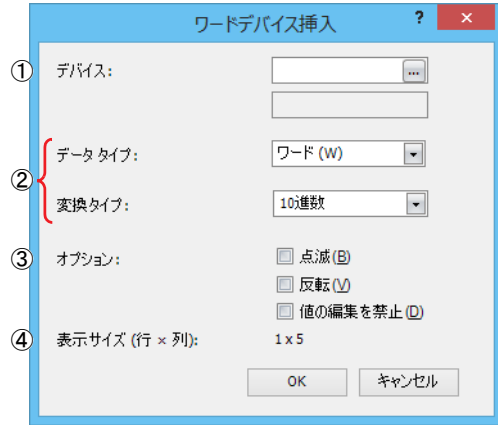 ワードデバイス挿入 ? ×
① デバイス: ...
②
データ タイプ: ワード (W)
変換タイプ: 10進数
③ オプション: 点滅(B)
反転(V)
値の編集を禁止(D)
④ 表示サイズ (行 × 列): 1 x 5
OK キャンセル